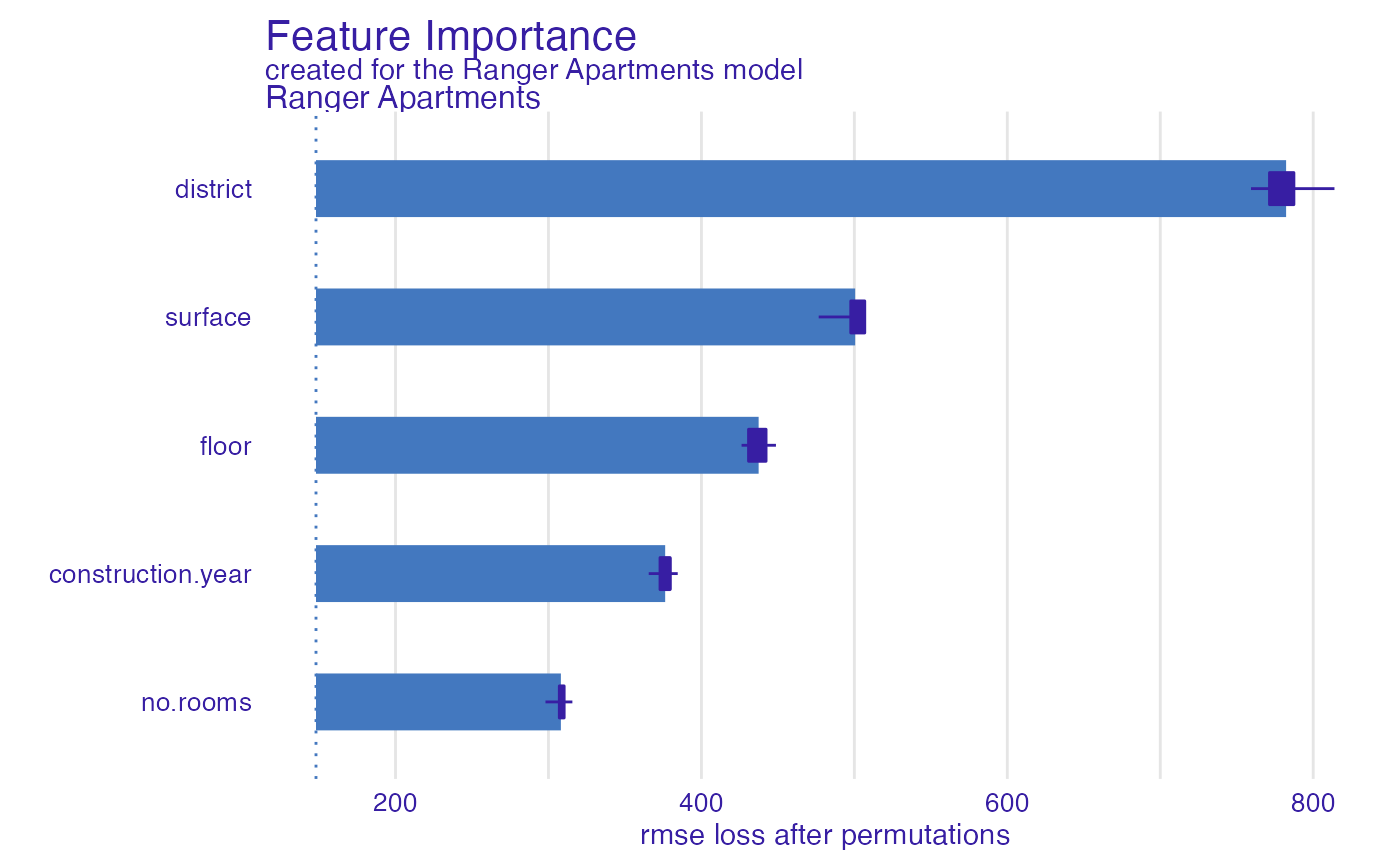 Feature Importance
created for the Ranger Apartments model
Ranger Apartments
district
surface
floor
construction.year
no.rooms
200 400 600 800
rmse loss after permutations